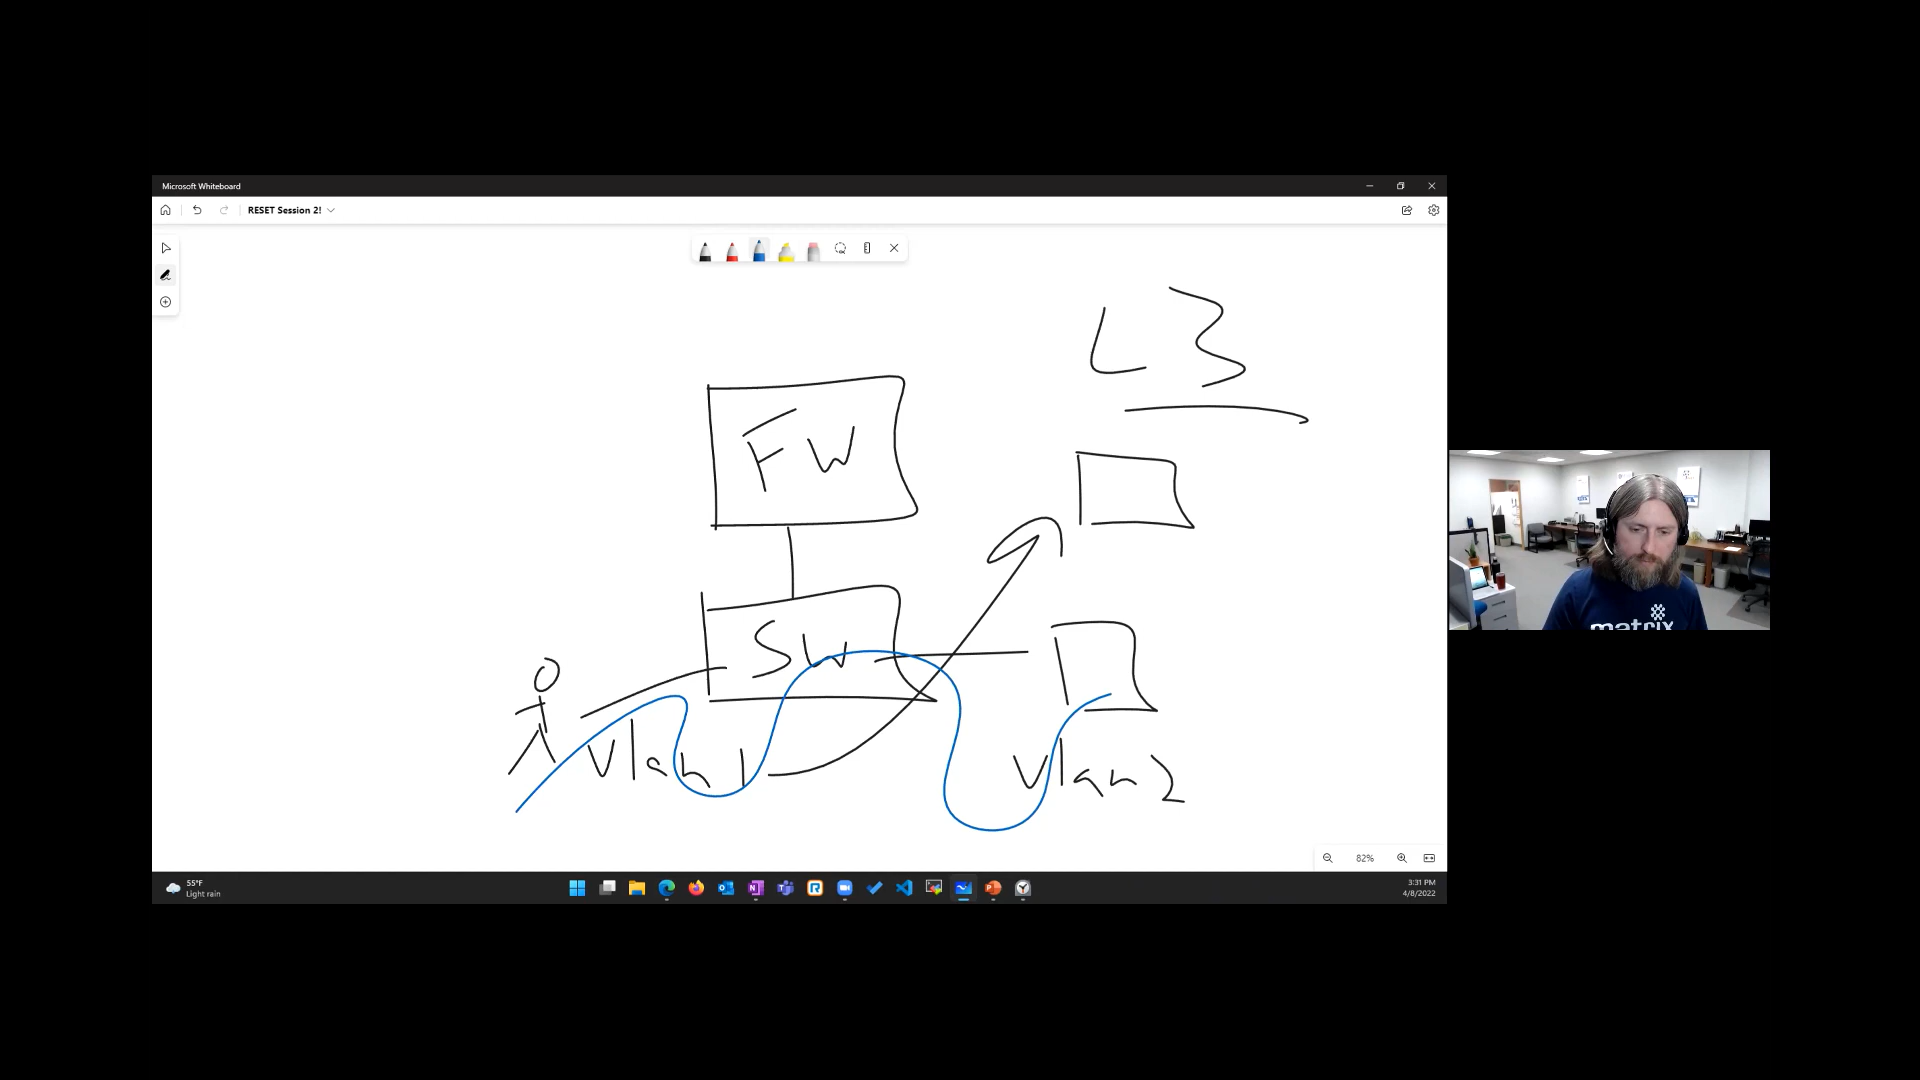 Microsoft Whiteboard
RESET Session 2!
L3
FW
SW
Vlan 1
Vlan 2
82%
55°F
Light rain
3:31 PM
4/8/2022
matrix